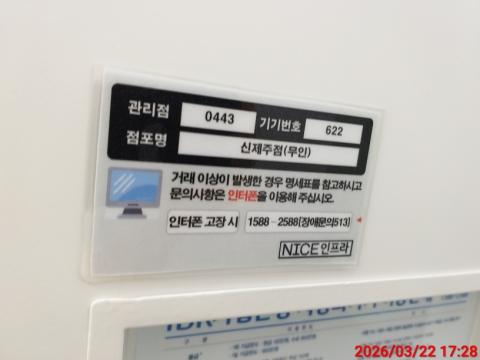 관리점 0443 기기번호 622
점포명 신제주점(무인)
거래 이상이 발생한 경우 명세표를 참고하시고
문의사항은 인터폰을 이용해 주십시오.
인터폰 고장 시 1588-2588[장애문의513]
NICE인프라
2026/03/22 17:28